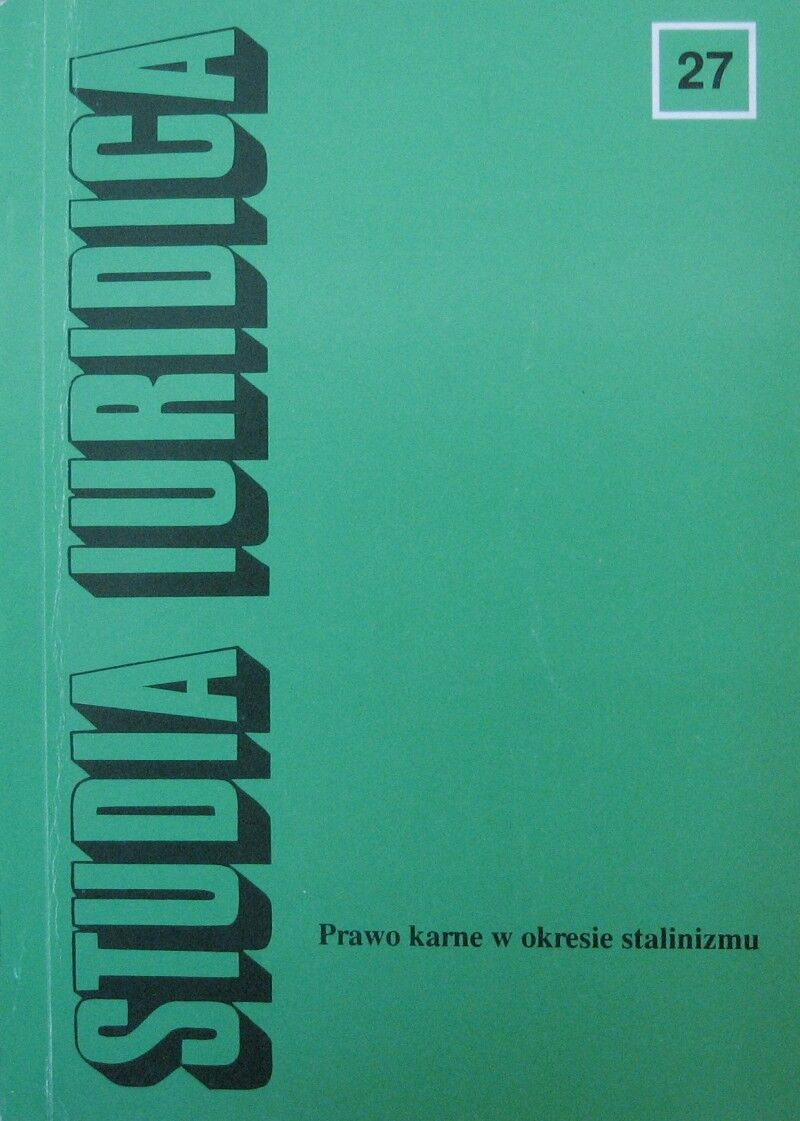 27
STUDIA IURIDICA
Prawo karne w okresie stalinizmu